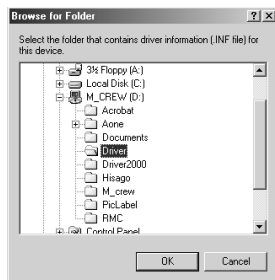 Browse for Folder
Select the folder that contains driver information (.INF file) for
this device.
3½ Floppy (A:)
Local Disk (C:)
M_CREW (D:)
Acrobat
Aone
Documents
Driver
Driver2000
Hisago
M_crew
PicLabel
RMC
Control Panel
OK Cancel